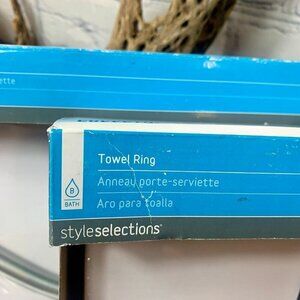 ette
Towel Ring
Anneau porte-serviette
Aro para toalla
B
BATH
styleselections